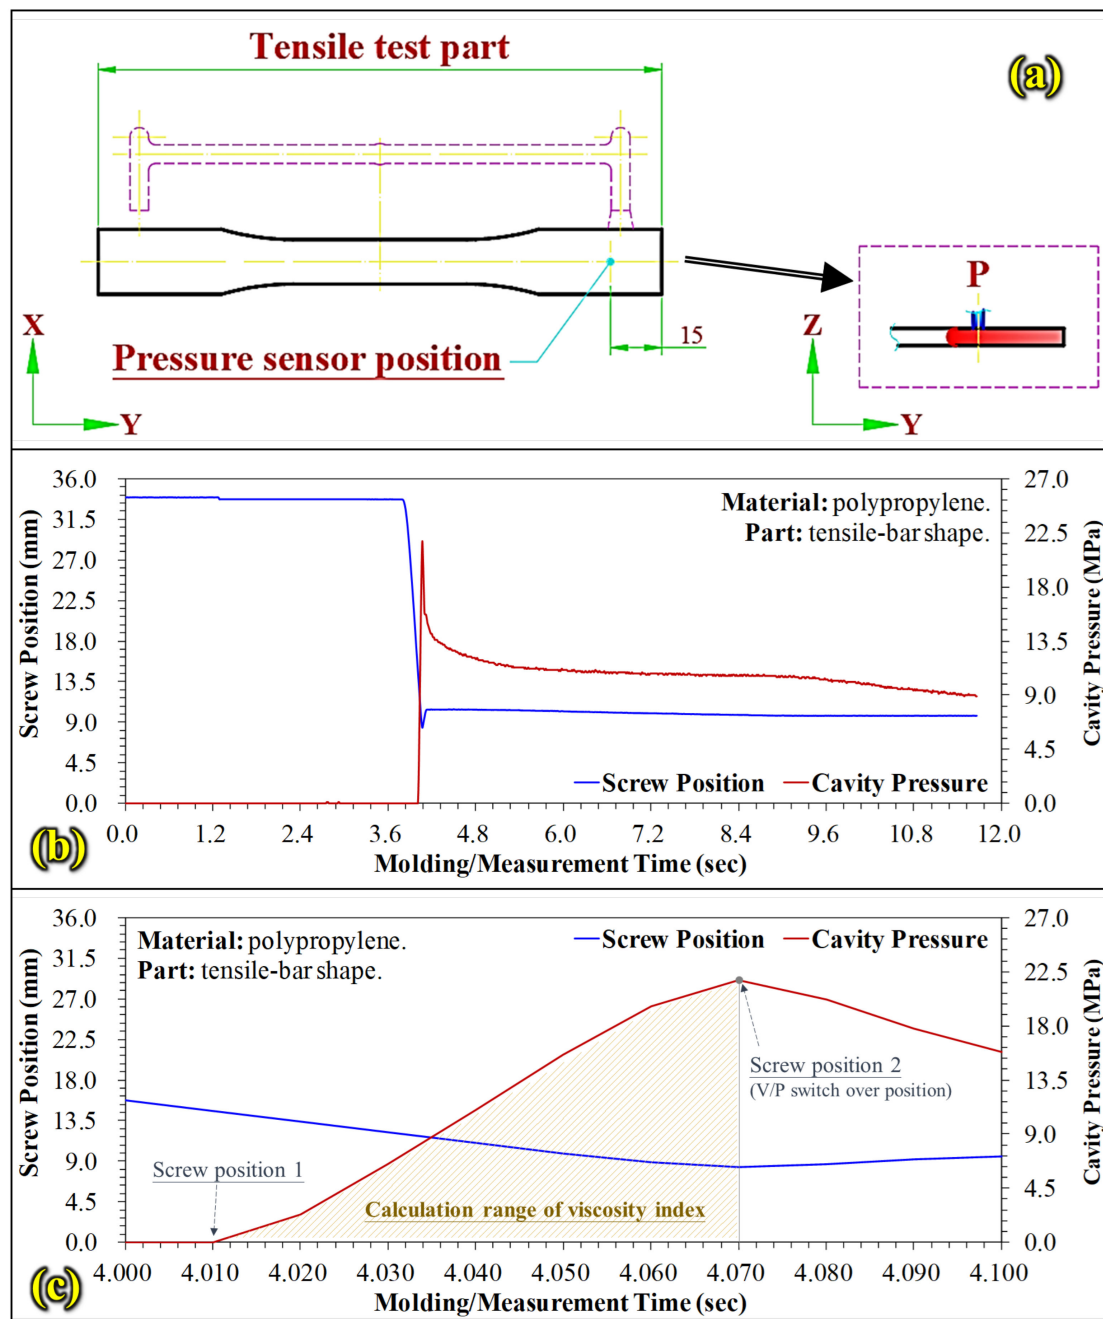 Tensile test part
(a)
P
X
Z
15
Pressure sensor position
Y
Y
36.0
31.5
27.0
22.5
18.0
13.5
9.0
4.5
0.0
Screw Position (mm)
Material: polypropylene.
Part: tensile-bar shape.
Screw Position
Cavity Pressure
27.0
22.5
18.0
13.5
9.0
4.5
0.0
Cavity Pressure (MPa)
0.0 1.2 2.4 3.6 4.8 6.0 7.2 8.4 9.6 10.8 12.0
(b)
Molding/Measurement Time (sec)
36.0
31.5
27.0
22.5
18.0
13.5
9.0
4.5
0.0
Screw Position (mm)
Material: polypropylene.
Part: tensile-bar shape.
Screw Position
Cavity Pressure
Screw position 2
(V/P switch over position)
Screw position 1
Calculation range of viscosity index
27.0
22.5
18.0
13.5
9.0
4.5
0.0
Cavity Pressure (MPa)
4.000 4.010 4.020 4.030 4.040 4.050 4.060 4.070 4.080 4.090 4.100
(c)
Molding/Measurement Time (sec)